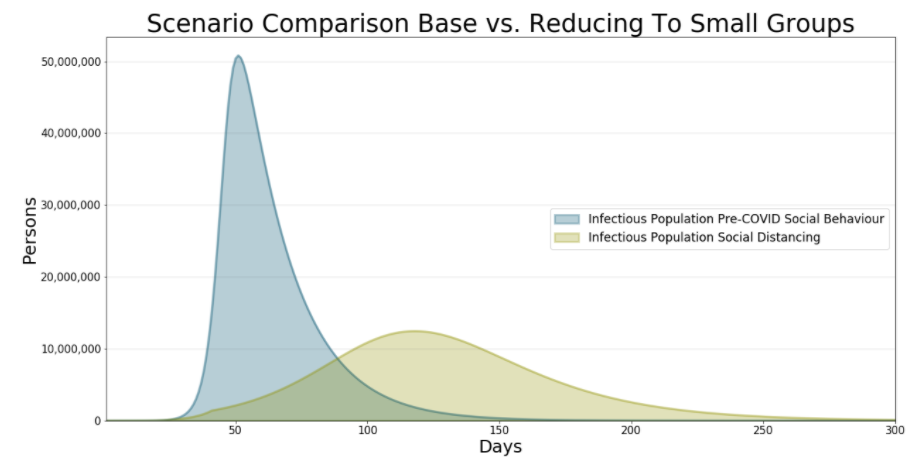 Scenario Comparison Base vs. Reducing To Small Groups
50,000,000
40,000,000
30,000,000
20,000,000
10,000,000
0
Persons
Infectious Population Pre-COVID Social Behaviour
Infectious Population Social Distancing
50 100 150 200 250 300
Days